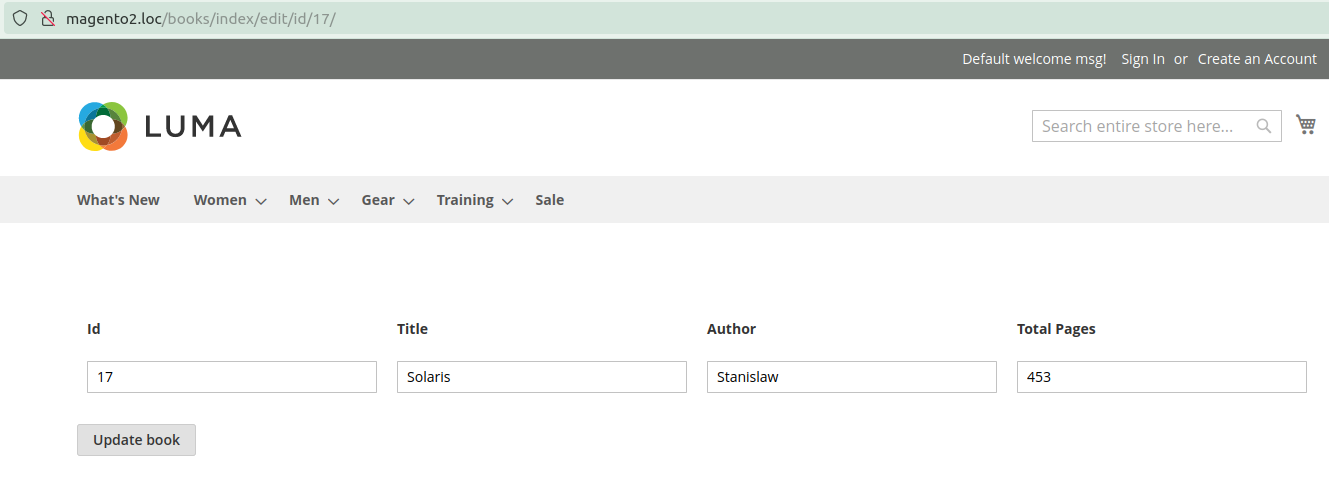 magento2.loc/books/index/edit/id/17/
Default welcome msg! Sign In or Create an Account
LUMA
Search entire store here...
What's New Women Men Gear Training Sale
Id Title Author Total Pages
17 Solaris Stanislaw 453
Update book